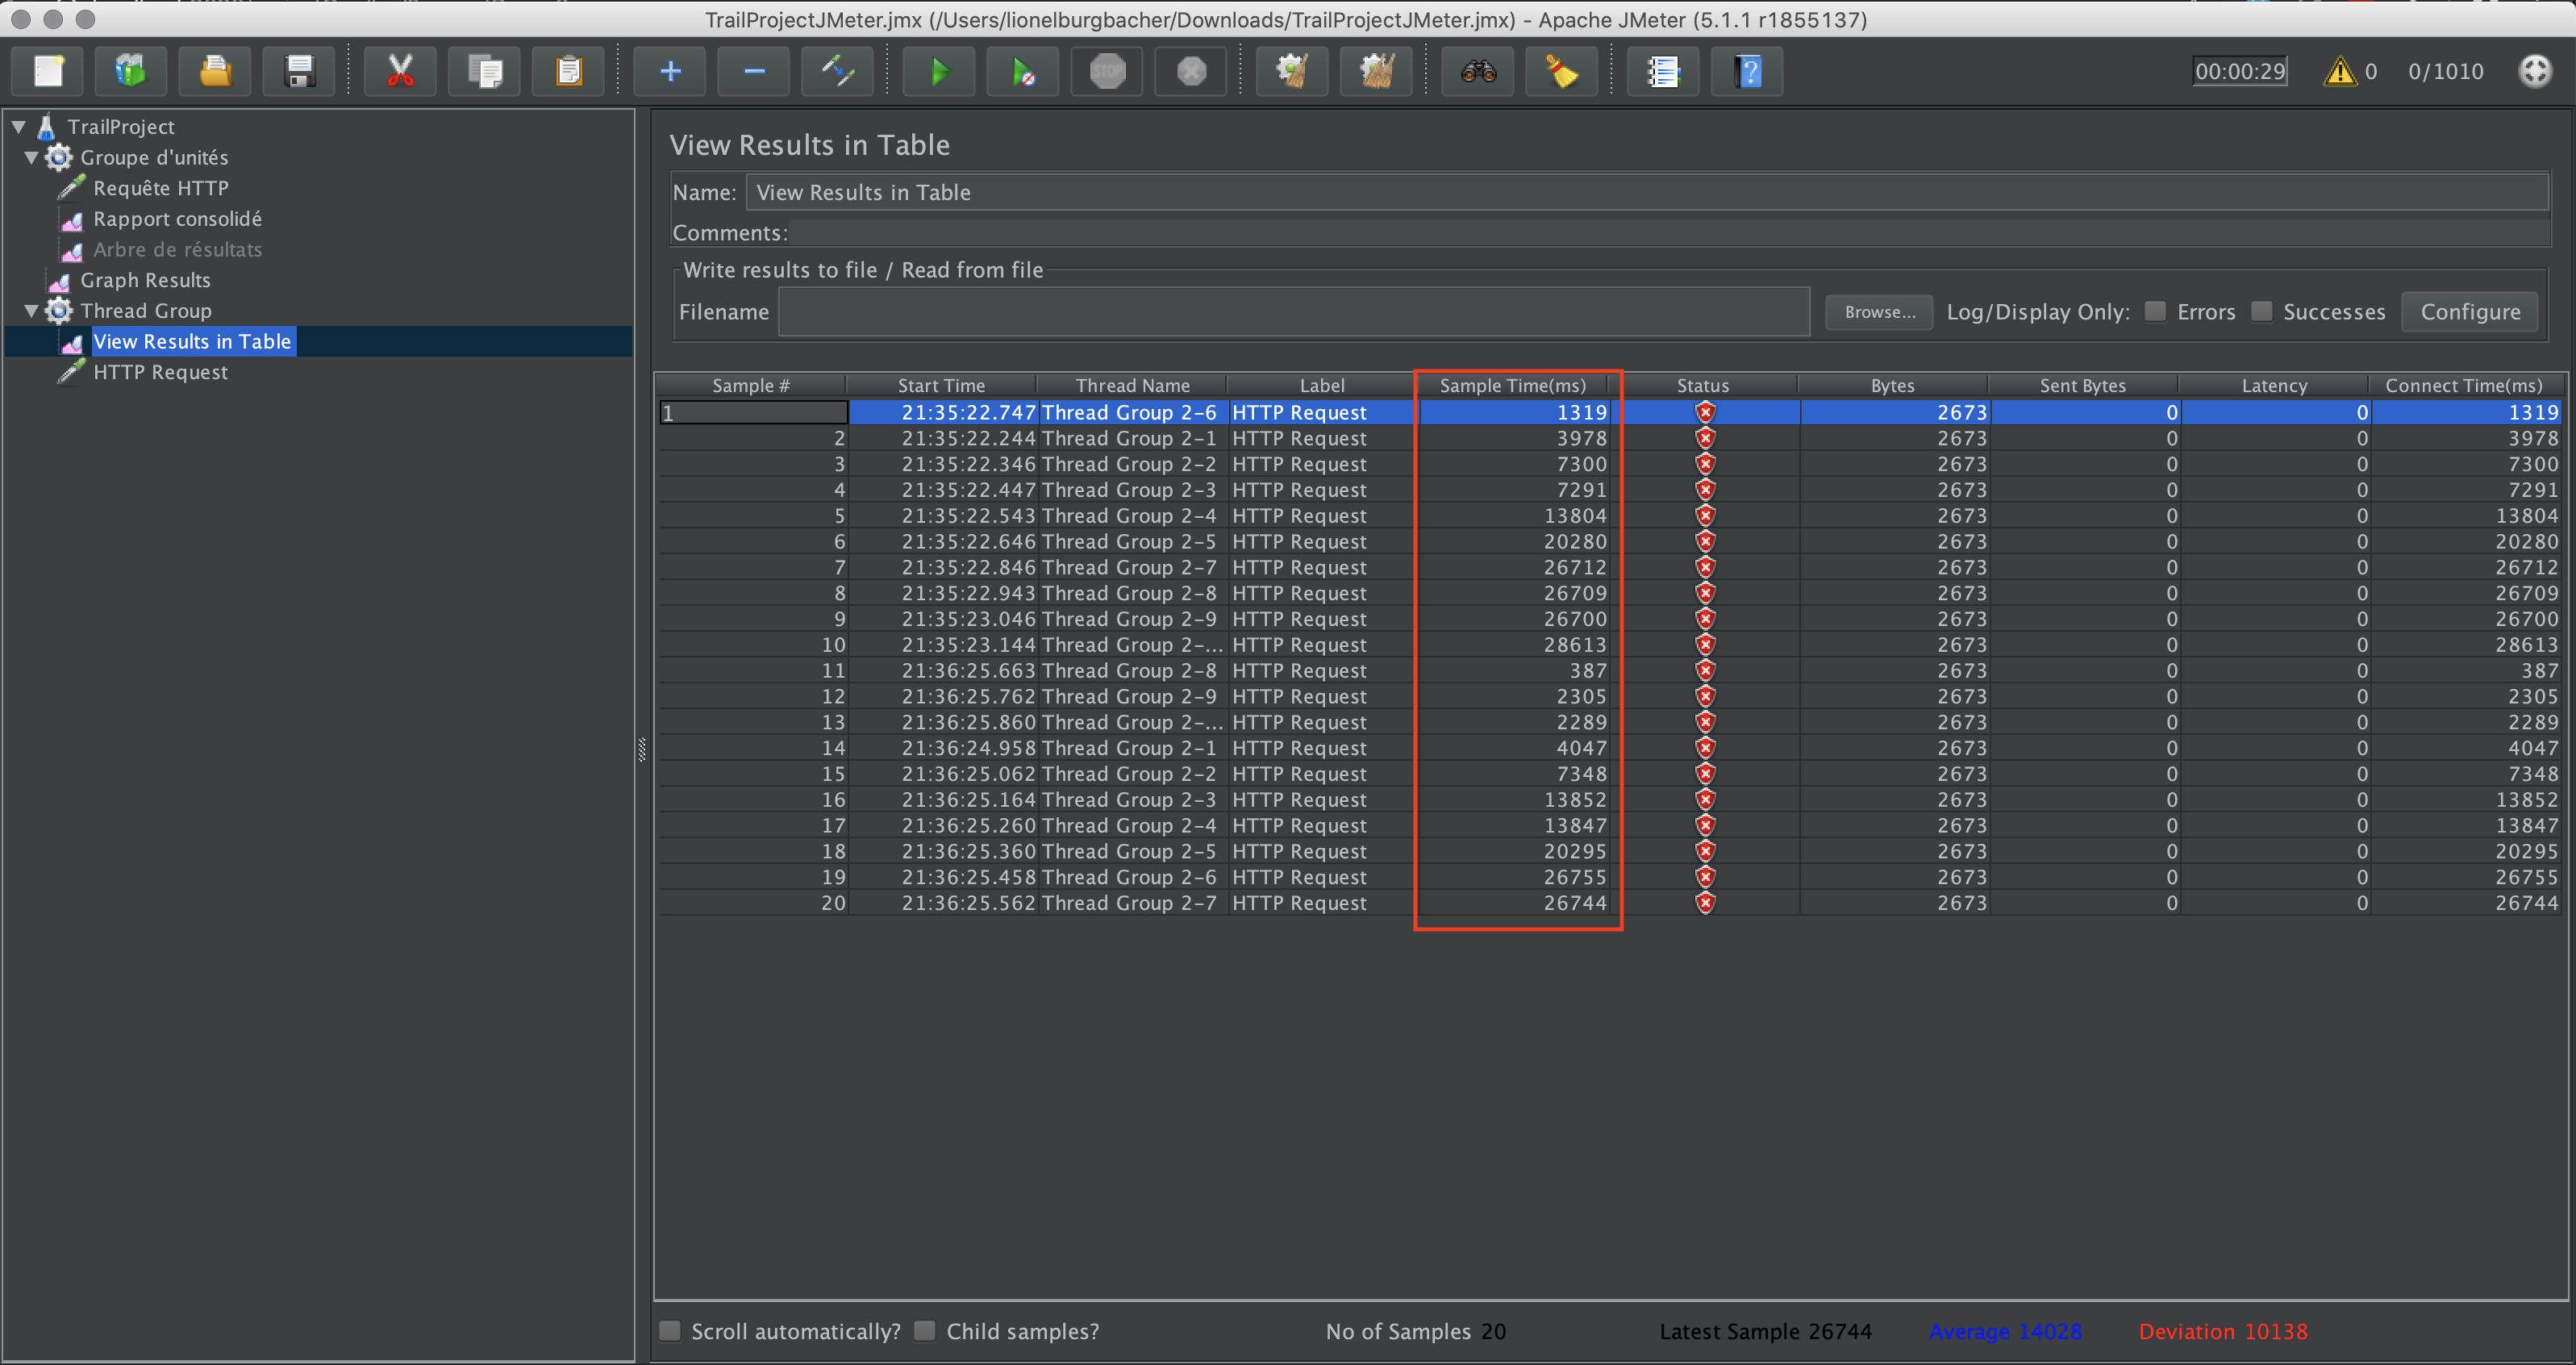 TrailProjectJMeter.jmx (/Users/lionelburgbacher/Downloads/TrailProjectJMeter.jmx) - Apache JMeter (5.1.1 r1855137)
STOP 00:00:29 0 0/1010
TrailProject
Groupe d'unités
Requête HTTP
Rapport consolidé
Arbre de résultats
Graph Results
Thread Group
View Results in Table
HTTP Request
View Results in Table
Name: View Results in Table
Comments:
Write results to file / Read from file
Filename Browse... Log/Display Only: Errors Successes Configure
Sample # Start Time Thread Name Label Sample Time(ms) Status Bytes Sent Bytes Latency Connect Time(ms)
1 21:35:22.747 Thread Group 2-6 HTTP Request 1319 2673 0 0 1319
2 21:35:22.244 Thread Group 2-1 HTTP Request 3978 2673 0 0 3978
3 21:35:22.346 Thread Group 2-2 HTTP Request 7300 2673 0 0 7300
4 21:35:22.447 Thread Group 2-3 HTTP Request 7291 2673 0 0 7291
5 21:35:22.543 Thread Group 2-4 HTTP Request 13804 2673 0 0 13804
6 21:35:22.646 Thread Group 2-5 HTTP Request 20280 2673 0 0 20280
7 21:35:22.846 Thread Group 2-7 HTTP Request 26712 2673 0 0 26712
8 21:35:22.943 Thread Group 2-8 HTTP Request 26709 2673 0 0 26709
9 21:35:23.046 Thread Group 2-9 HTTP Request 26700 2673 0 0 26700
10 21:35:23.144 Thread Group 2-... HTTP Request 28613 2673 0 0 28613
11 21:36:25.663 Thread Group 2-8 HTTP Request 387 2673 0 0 387
12 21:36:25.762 Thread Group 2-9 HTTP Request 2305 2673 0 0 2305
13 21:36:25.860 Thread Group 2-... HTTP Request 2289 2673 0 0 2289
14 21:36:24.958 Thread Group 2-1 HTTP Request 4047 2673 0 0 4047
15 21:36:25.062 Thread Group 2-2 HTTP Request 7348 2673 0 0 7348
16 21:36:25.164 Thread Group 2-3 HTTP Request 13852 2673 0 0 13852
17 21:36:25.260 Thread Group 2-4 HTTP Request 13847 2673 0 0 13847
18 21:36:25.360 Thread Group 2-5 HTTP Request 20295 2673 0 0 20295
19 21:36:25.458 Thread Group 2-6 HTTP Request 26755 2673 0 0 26755
20 21:36:25.562 Thread Group 2-7 HTTP Request 26744 2673 0 0 26744
Scroll automatically? Child samples? No of Samples 20 Latest Sample 26744 Average 14028 Deviation 10138